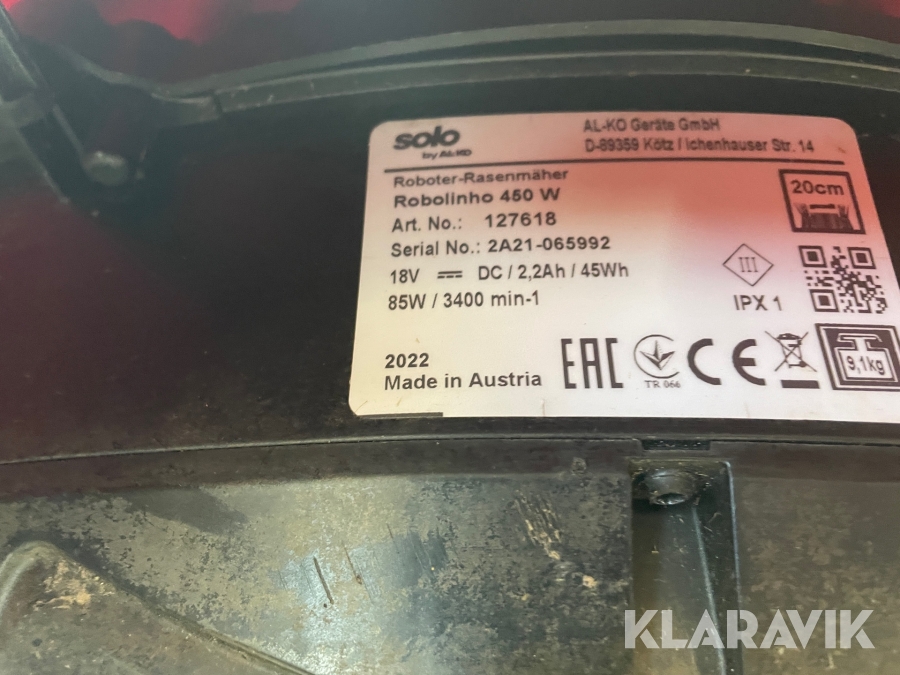 solo
by AL-KO
AL-KO Geräte GmbH
D-89359 Kötz / Ichenhauser Str. 14
Roboter-Rasenmäher
Robolinho 450 W
Art. No.: 127618
Serial No.: 2A21-065992
18V ⎓ DC / 2,2Ah / 45Wh
85W / 3400 min-1
20cm
III
IPX 1
2022
Made in Austria
EAC
TR 066
CE
9,1kg
KLARAVIK